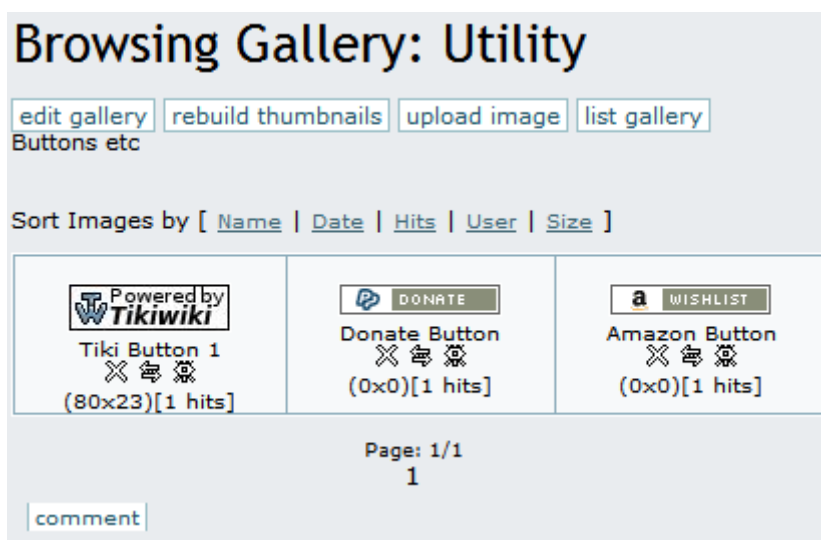 Browsing Gallery: Utility
edit gallery rebuild thumbnails upload image list gallery
Buttons etc
Sort Images by [ Name | Date | Hits | User | Size ]
Powered by
TW Tikiwiki
DONATE
a WISHLIST
Tiki Button 1
Donate Button
Amazon Button
(80x23)[1 hits]
(0x0)[1 hits]
(0x0)[1 hits]
Page: 1/1
1
comment